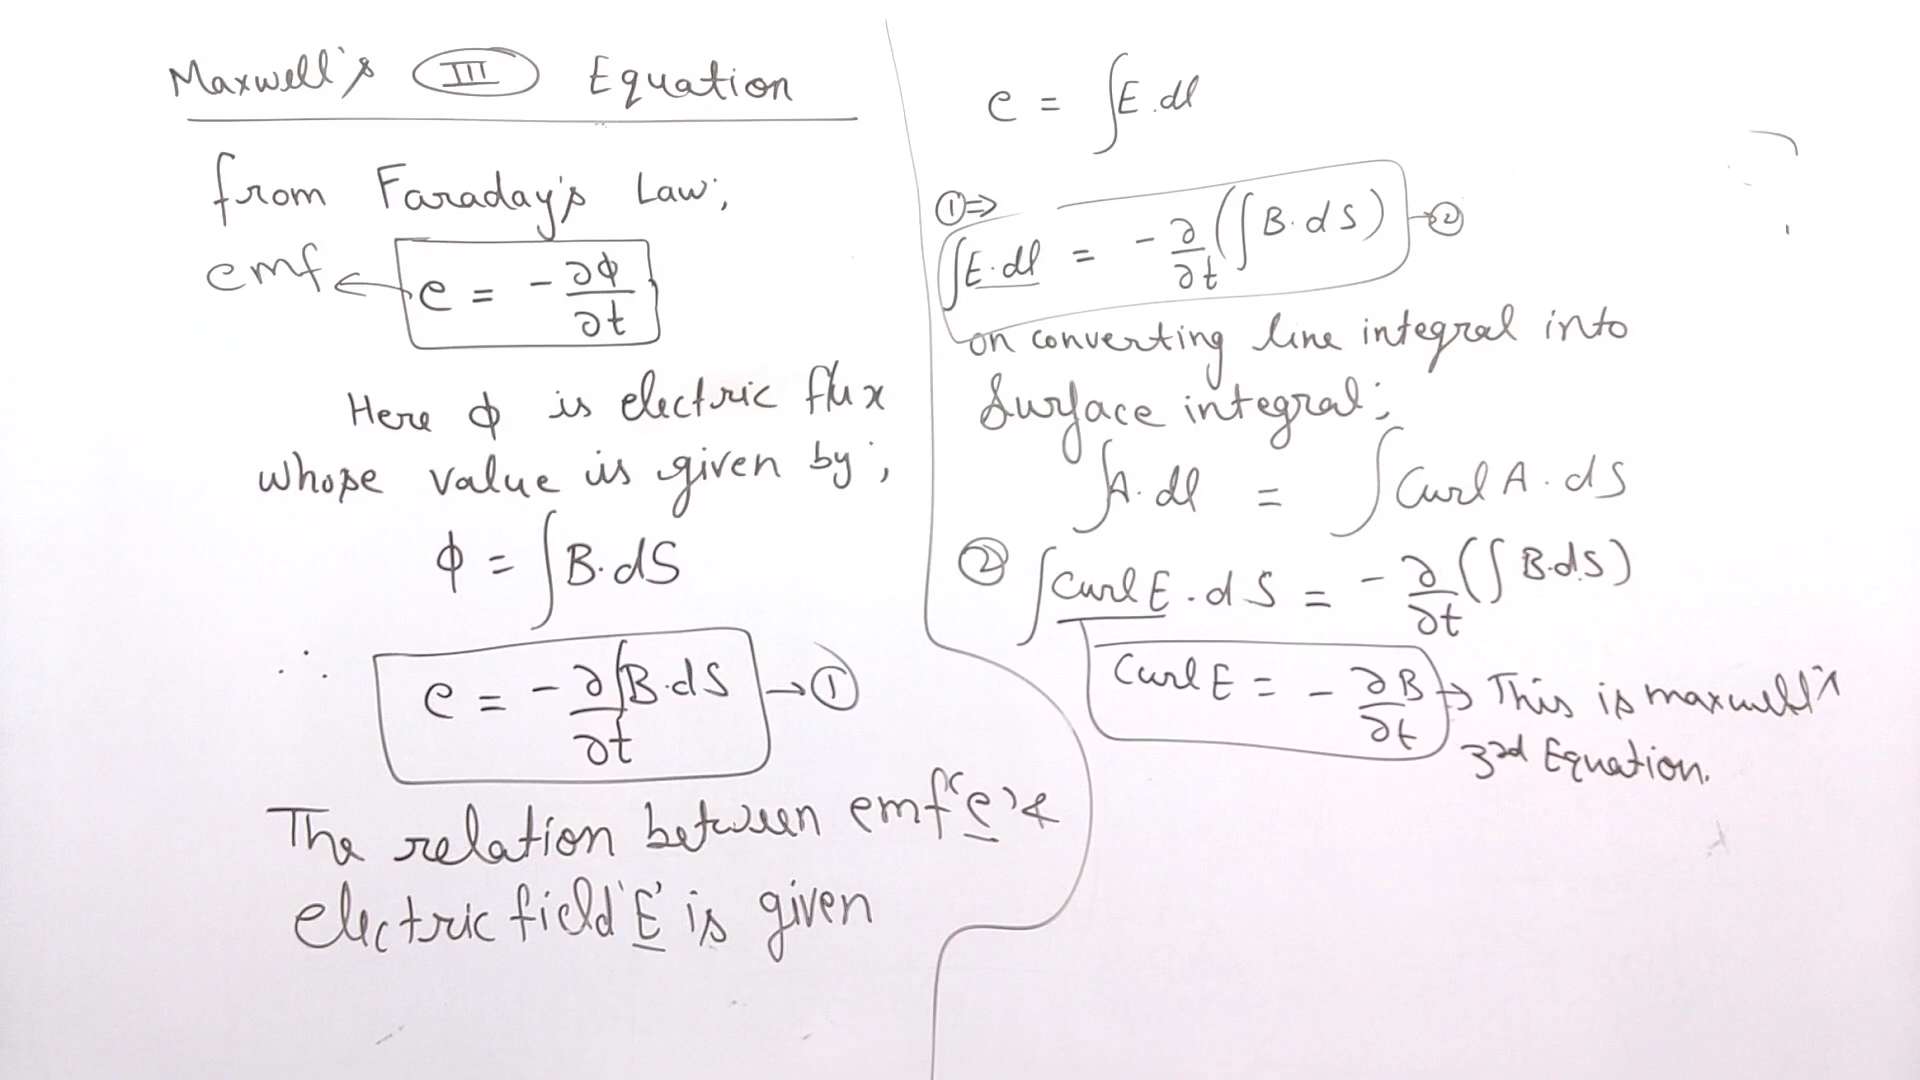 Maxwell's III Equation
from Faraday's Law;
emf ← e = - ∂ϕ/∂t
Here ϕ is electric flux
whose value is given by;
ϕ = ∫B.dS
∴ e = - ∂/∂t ∫B.dS → ①
The relation between emf 'e' &
electric field 'E' is given
e = ∫E.dl
①⇒
∫E.dl = - ∂/∂t (∫B.dS) → ②
on converting line integral into
Surface integral;
∫A.dl = ∫Curl A.dS
② ∫Curl E.dS = - ∂/∂t (∫B.dS)
Curl E = - ∂B/∂t → This is maxwell's
3rd Equation.